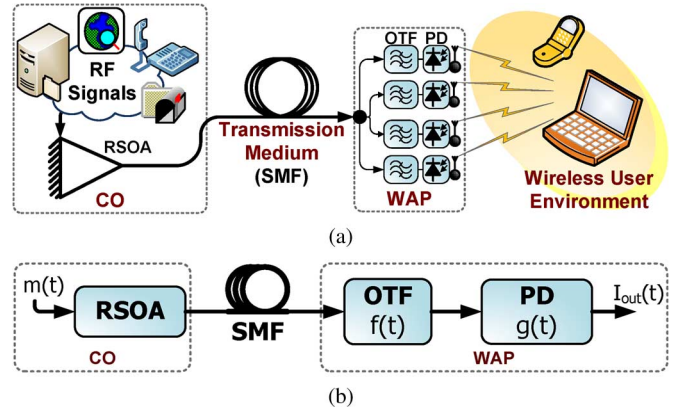 RF
Signals
RSOA
CO
Transmission
Medium
(SMF)
OTF PD
WAP
Wireless User
Environment
(a)
m(t)
RSOA
CO
SMF
OTF
f(t)
PD
g(t)
I_out(t)
WAP
(b)